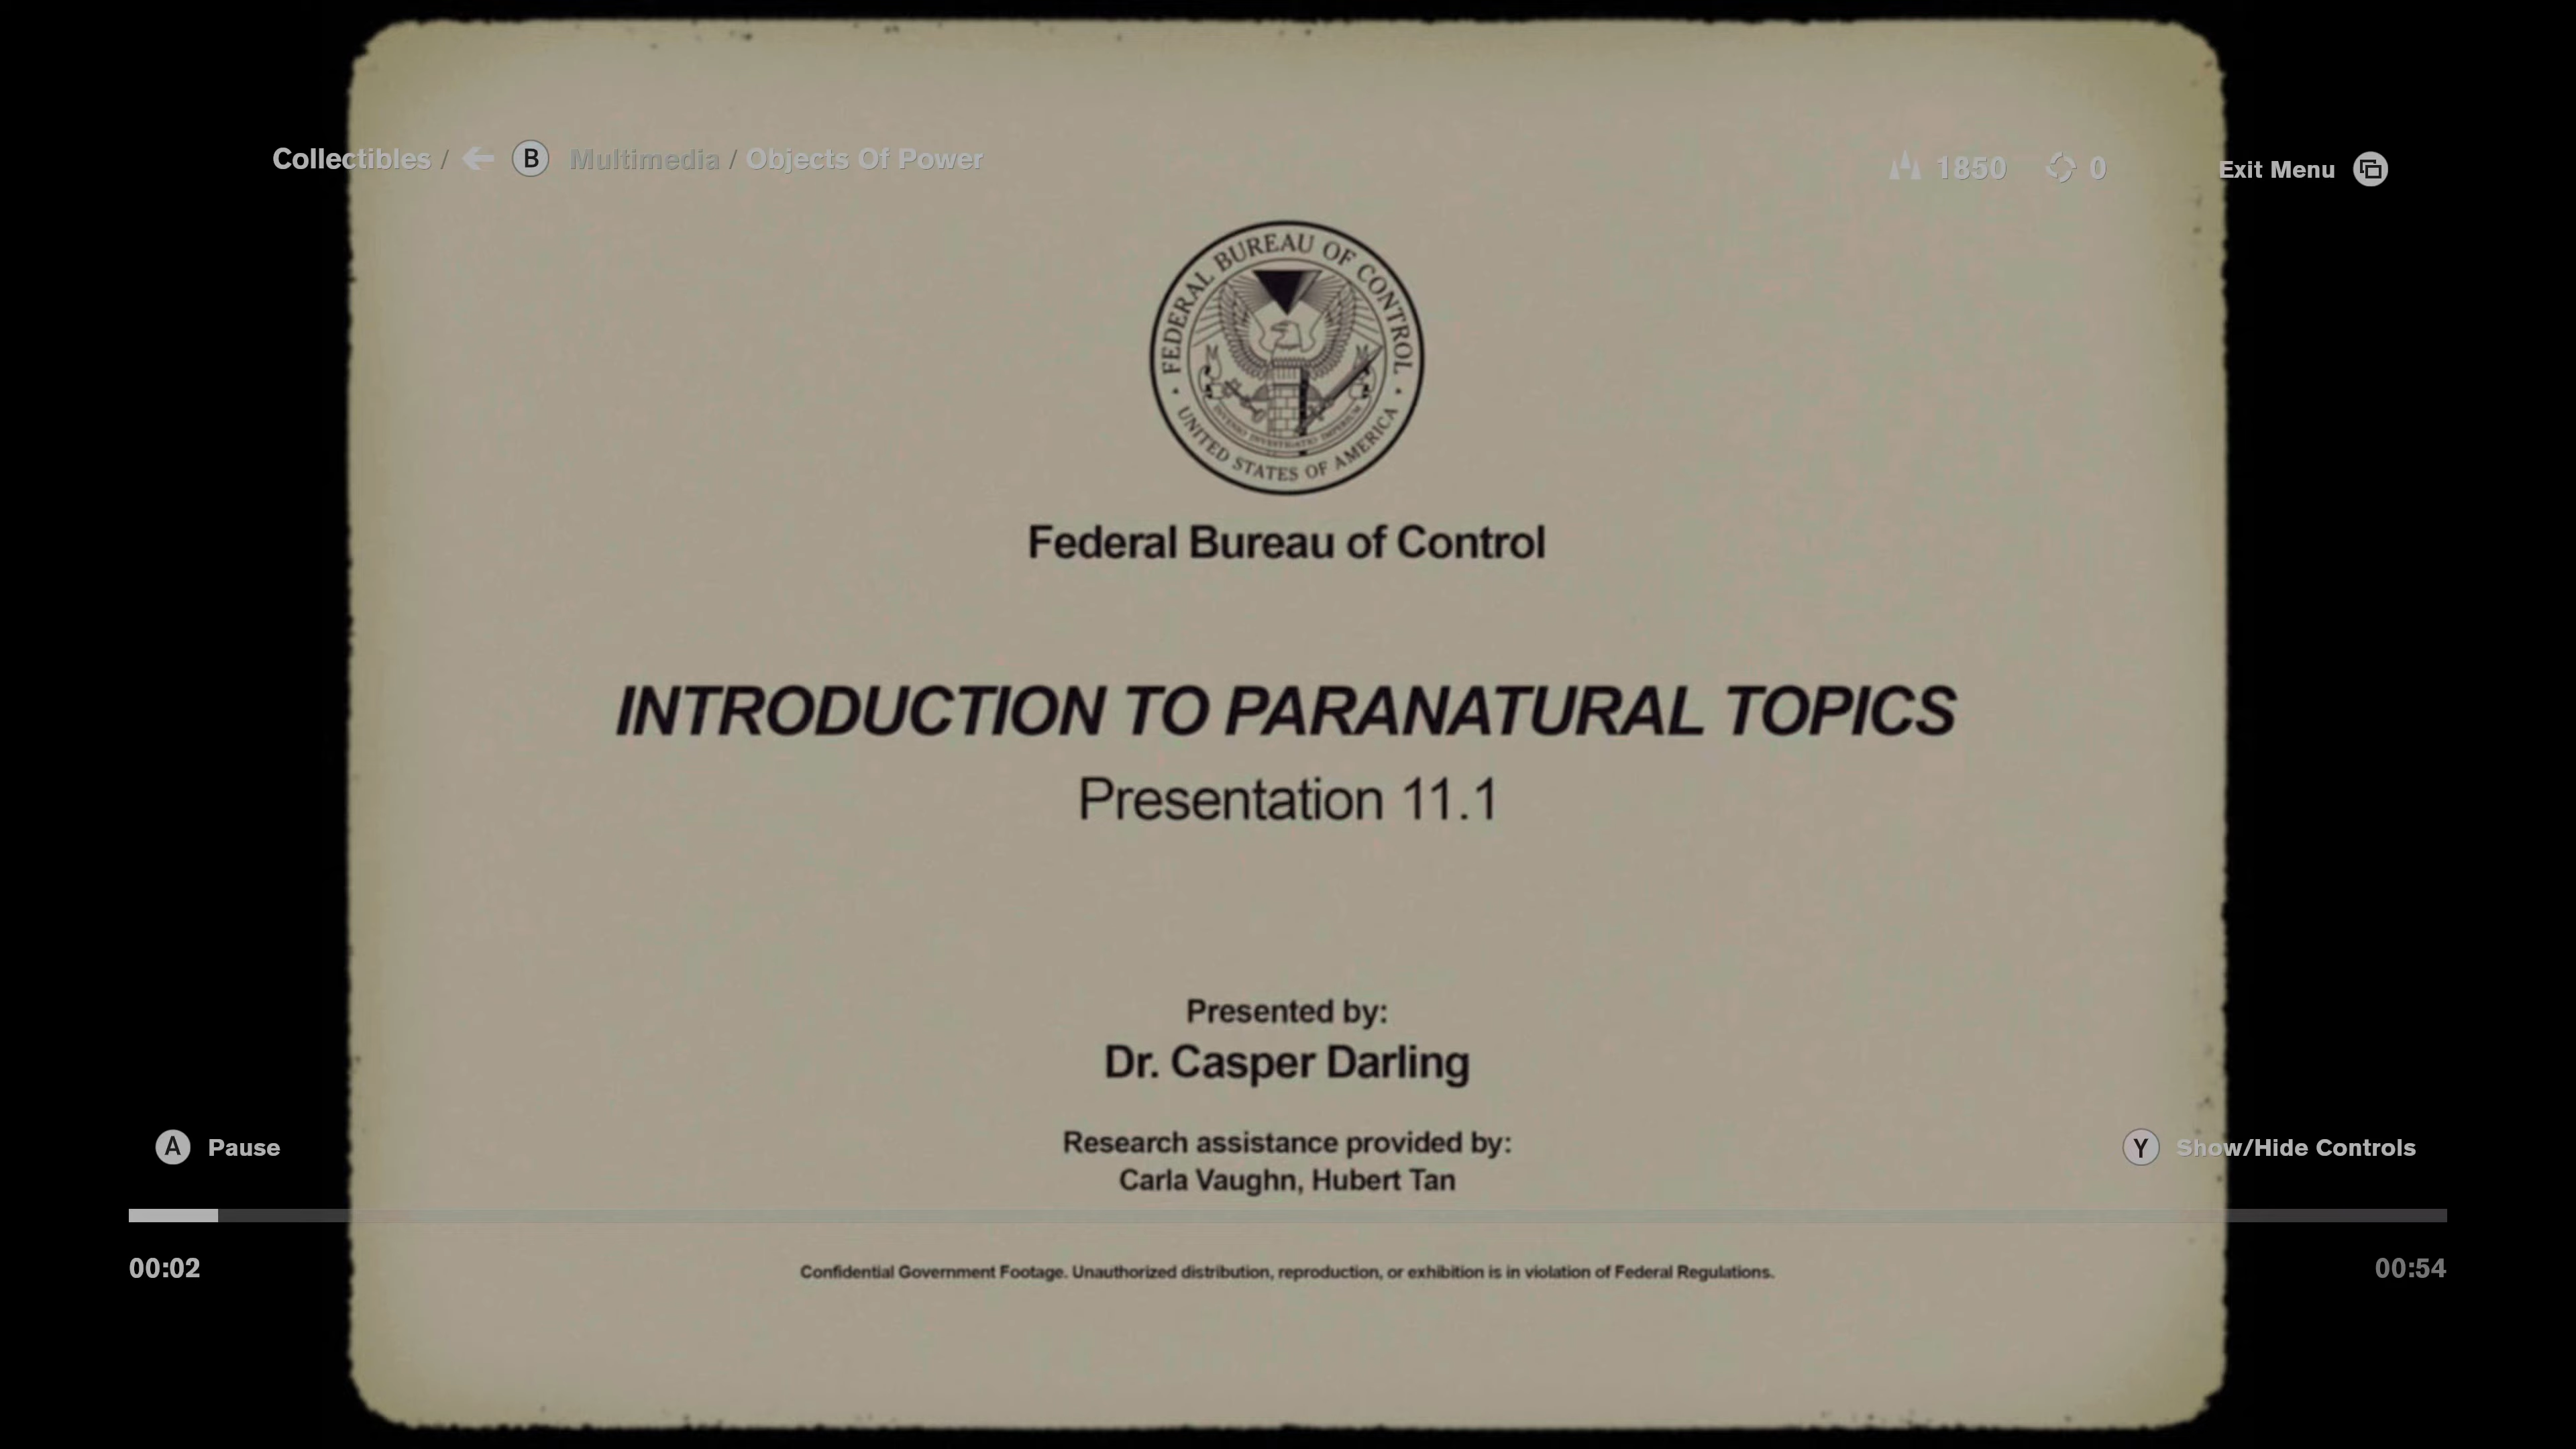 Collectibles / B Multimedia / Objects Of Power
1850 0 Exit Menu
FEDERAL BUREAU OF CONTROL
INVENIO INVESTIGATIO IMPERIUM
UNITED STATES OF AMERICA
Federal Bureau of Control
INTRODUCTION TO PARANATURAL TOPICS
Presentation 11.1
Presented by:
Dr. Casper Darling
Research assistance provided by:
Carla Vaughn, Hubert Tan
A Pause
Y Show/Hide Controls
00:02
00:54
Confidential Government Footage. Unauthorized distribution, reproduction, or exhibition is in violation of Federal Regulations.